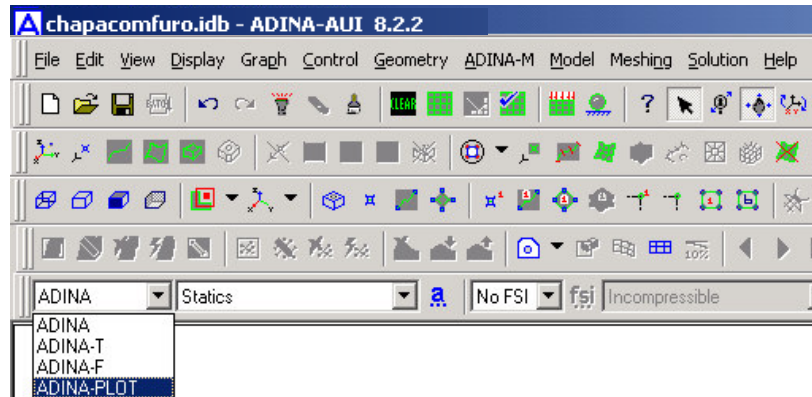 chapacomfuro.idb - ADINA-AUI 8.2.2
File Edit View Display Graph Control Geometry ADINA-M Model Meshing Solution Help
CLEAR ?
ADINA Statics a No FSI fsi Incompressible
ADINA
ADINA-T
ADINA-F
ADINA-PLOT